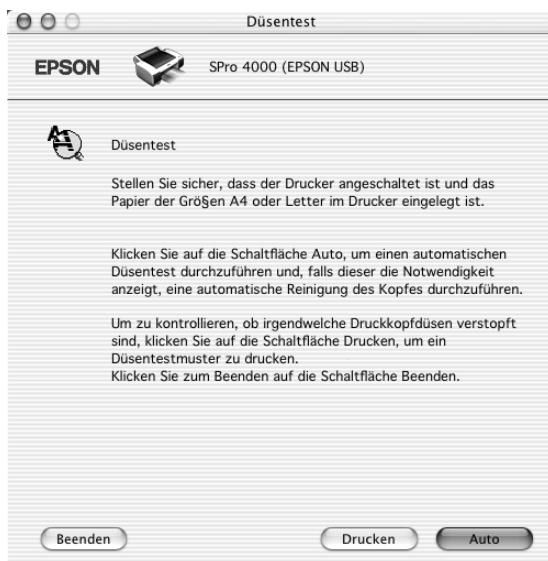 Düsentest
EPSON
SPro 4000 (EPSON USB)
Düsentest
Stellen Sie sicher, dass der Drucker angeschaltet ist und das
Papier der Grö§en A4 oder Letter im Drucker eingelegt ist.
Klicken Sie auf die Schaltfläche Auto, um einen automatischen
Düsentest durchzuführen und, falls dieser die Notwendigkeit
anzeigt, eine automatische Reinigung des Kopfes durchzuführen.
Um zu kontrollieren, ob irgendwelche Druckkopfdüsen verstopft
sind, klicken Sie auf die Schaltfläche Drucken, um ein
Düsentestmuster zu drucken.
Klicken Sie zum Beenden auf die Schaltfläche Beenden.
Beenden
Drucken
Auto